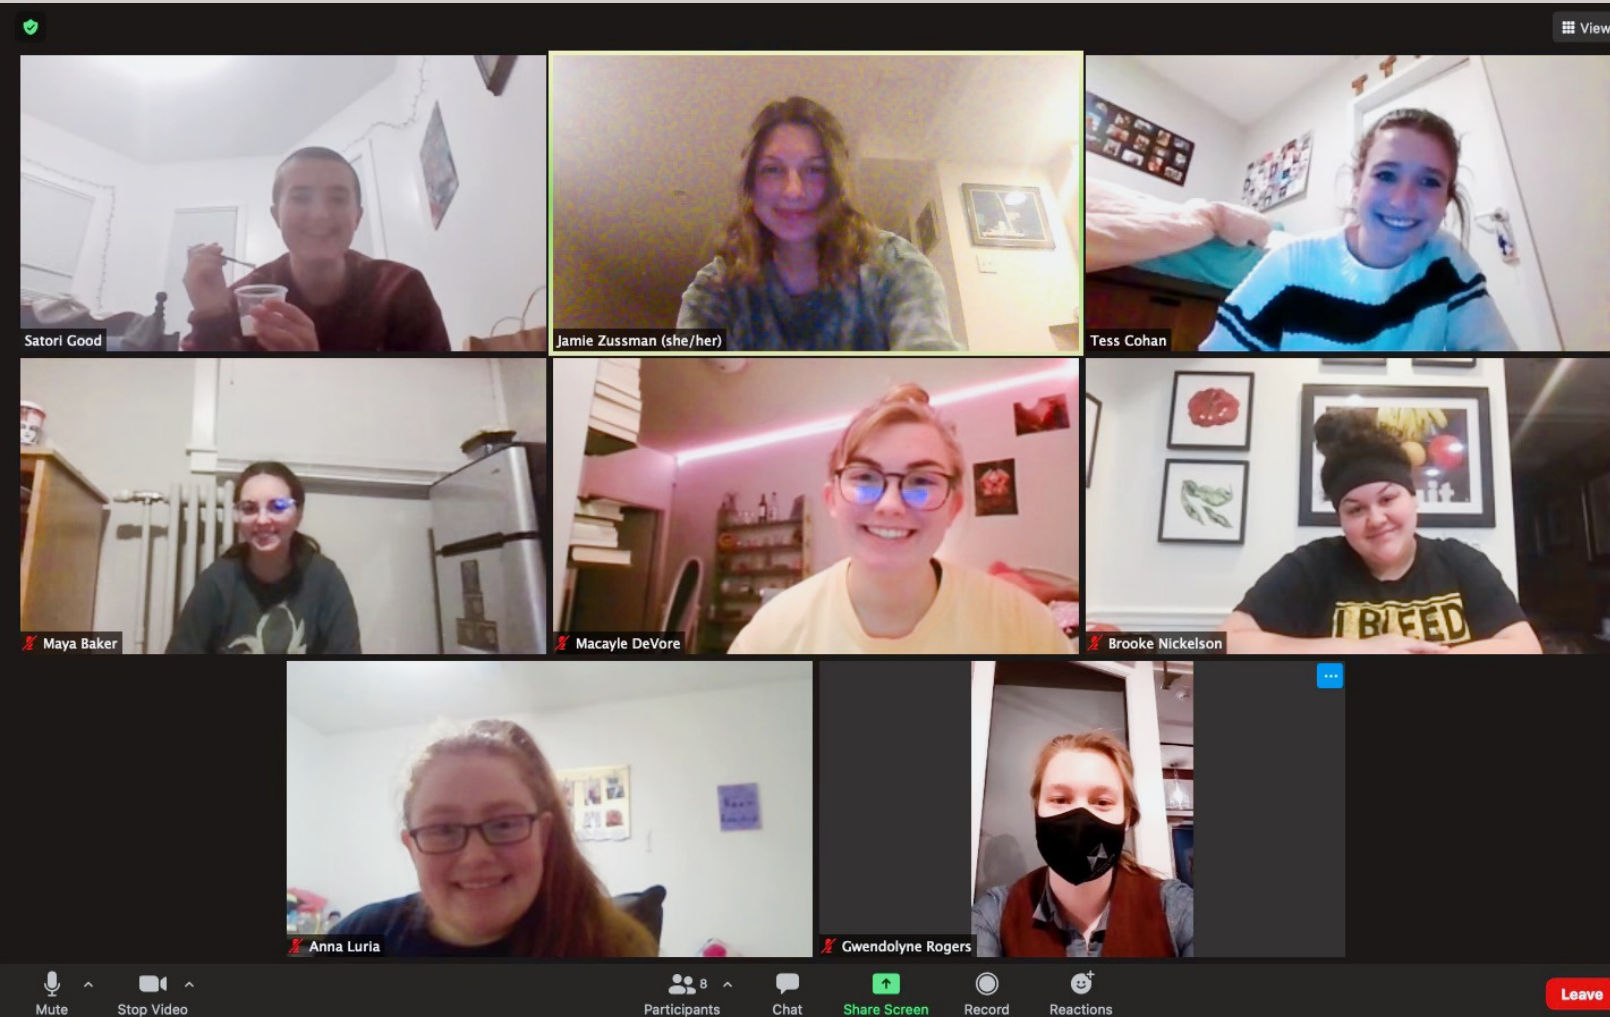 View
Satori Good
Jamie Zussman (she/her)
Tess Cohan
Maya Baker
Macayle DeVore
Brooke Nickelson
I BLEED
Anna Luria
Gwendolyne Rogers
Mute
Stop Video
8
Participants
Chat
Share Screen
Record
Reactions
Leave